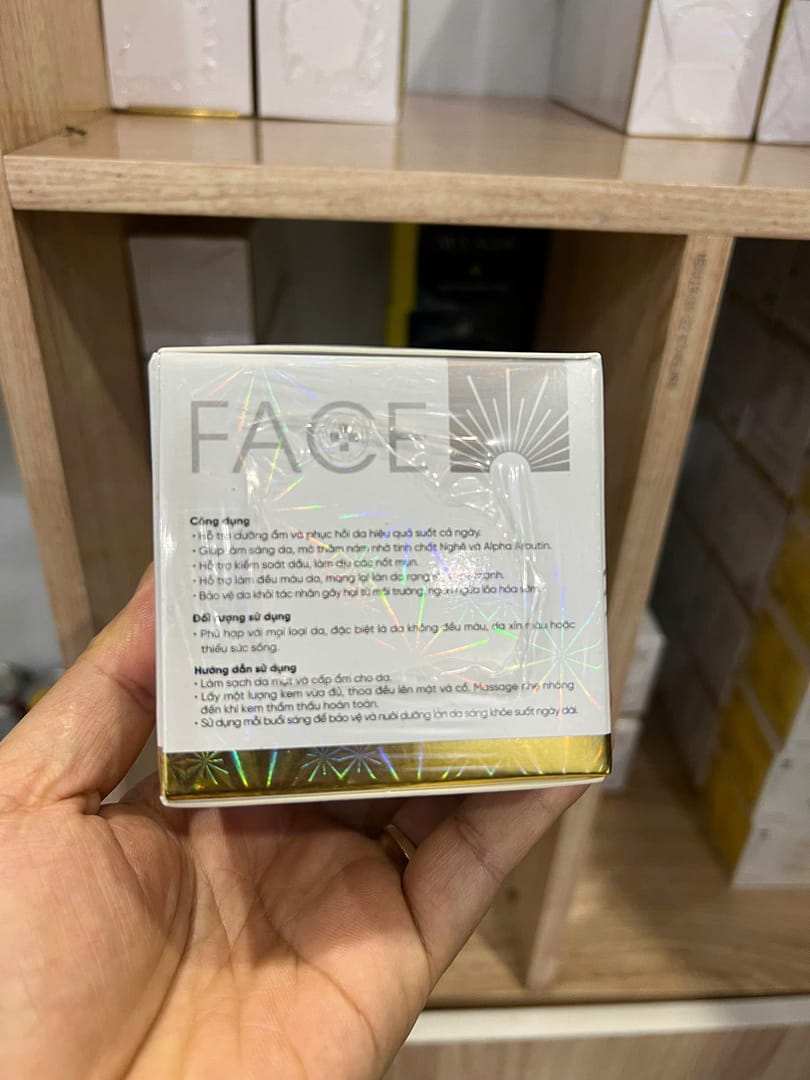 FACE
Công dụng
• Hỗ trợ dưỡng ẩm và phục hồi da hiệu quả suốt cả ngày.
• Giúp làm sáng da, mờ thâm nám nhờ tinh chất Nghệ và Alpha Arbutin.
• Hỗ trợ kiểm soát dầu, làm dịu các nốt mụn.
• Hỗ trợ làm đều màu da, mang lại làn da rạng
• Bảo vệ da khỏi tác nhân gây hại từ môi trường, ngăn ngừa lão hóa sớm.
Đối tượng sử dụng
• Phù hợp với mọi loại da, đặc biệt là da không đều màu, da xỉn màu hoặc
thiếu sức sống.
Hướng dẫn sử dụng
• Làm sạch da mặt và cấp ẩm cho da.
• Lấy một lượng kem vừa đủ, thoa đều lên mặt và cổ. Massage nhẹ nhàng
đến khi kem thẩm thấu hoàn toàn.
• Sử dụng mỗi buổi sáng để bảo vệ và nuôi dưỡng làn da sáng khỏe suốt ngày dài.